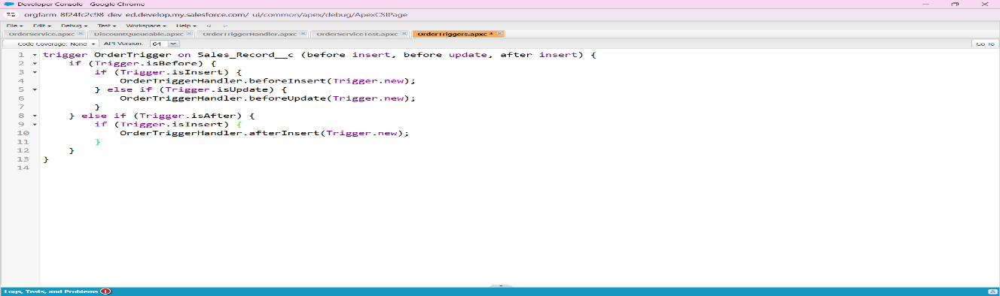 Developer Console - Google Chrome
orgfarm-8f24fc2c98-dev-ed.develop.my.salesforce.com/_ui/common/apex/debug/ApexCSIPage
File Edit Debug Test Workspace Help < >
OrderService.apxc DiscountQueueable.apxc OrderTriggerHandler.apxc OrderServiceTest.apxc OrderTriggers.apxc *
Code Coverage: None API Version: 64 Go To
1 trigger OrderTrigger on Sales_Record__c (before insert, before update, after insert) {
2 if (Trigger.isBefore) {
3 if (Trigger.isInsert) {
4 OrderTriggerHandler.beforeInsert(Trigger.new);
5 } else if (Trigger.isUpdate) {
6 OrderTriggerHandler.beforeUpdate(Trigger.new);
7 }
8 } else if (Trigger.isAfter) {
9 if (Trigger.isInsert) {
10 OrderTriggerHandler.afterInsert(Trigger.new);
11 }
12 }
13 }
14
Logs, Tests, and Problems 1